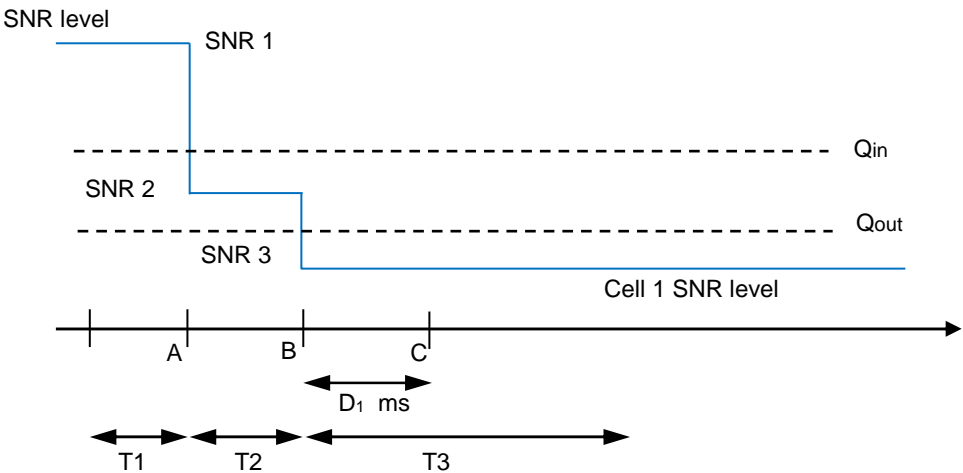 SNR level
SNR 1
Qin
SNR 2
Qout
SNR 3
Cell 1 SNR level
A
B
C
D1 ms
T1
T2
T3